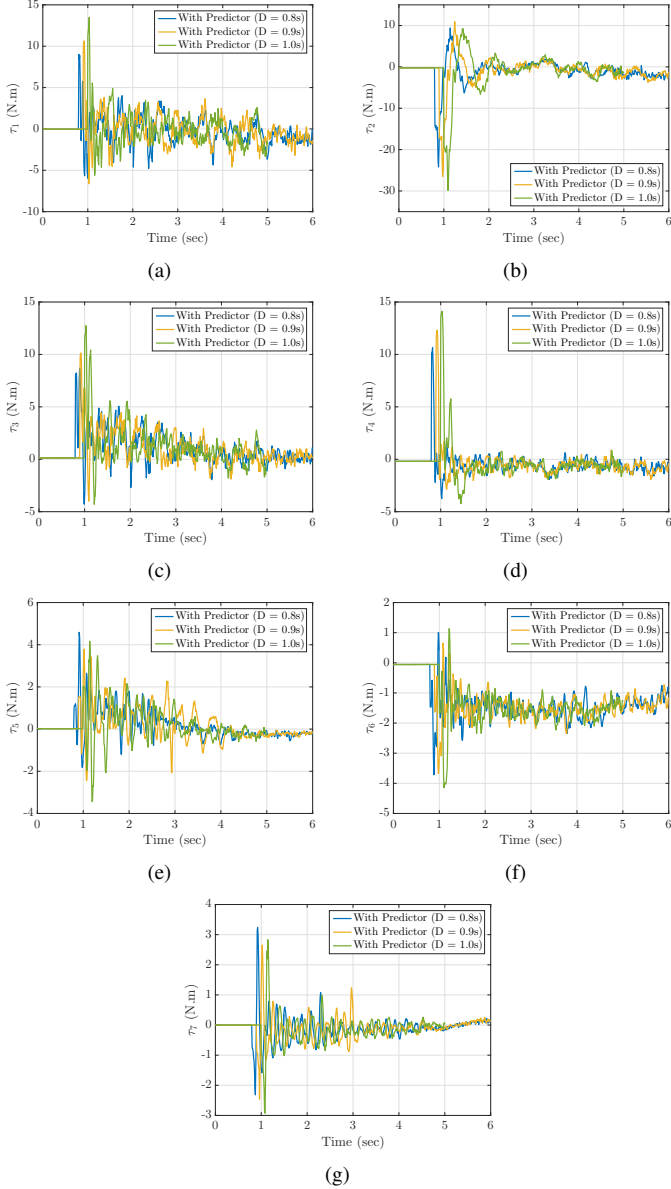 15
10
5
0
-5
-10
0 1 2 3 4 5 6
τ1 (N.m)
Time (sec)
With Predictor (D = 0.8s)
With Predictor (D = 0.9s)
With Predictor (D = 1.0s)
(a)
10
0
-10
-20
-30
0 1 2 3 4 5 6
τ2 (N.m)
Time (sec)
With Predictor (D = 0.8s)
With Predictor (D = 0.9s)
With Predictor (D = 1.0s)
(b)
15
10
5
0
-5
0 1 2 3 4 5 6
τ3 (N.m)
Time (sec)
With Predictor (D = 0.8s)
With Predictor (D = 0.9s)
With Predictor (D = 1.0s)
(c)
15
10
5
0
-5
0 1 2 3 4 5 6
τ4 (N.m)
Time (sec)
With Predictor (D = 0.8s)
With Predictor (D = 0.9s)
With Predictor (D = 1.0s)
(d)
6
4
2
0
-2
-4
0 1 2 3 4 5 6
τ5 (N.m)
Time (sec)
With Predictor (D = 0.8s)
With Predictor (D = 0.9s)
With Predictor (D = 1.0s)
(e)
1
0
-1
-2
-3
-4
-5
0 1 2 3 4 5 6
τ6 (N.m)
Time (sec)
With Predictor (D = 0.8s)
With Predictor (D = 0.9s)
With Predictor (D = 1.0s)
(f)
4
3
2
1
0
-1
-2
-3
0 1 2 3 4 5 6
τ7 (N.m)
Time (sec)
With Predictor (D = 0.8s)
With Predictor (D = 0.9s)
With Predictor (D = 1.0s)
(g)